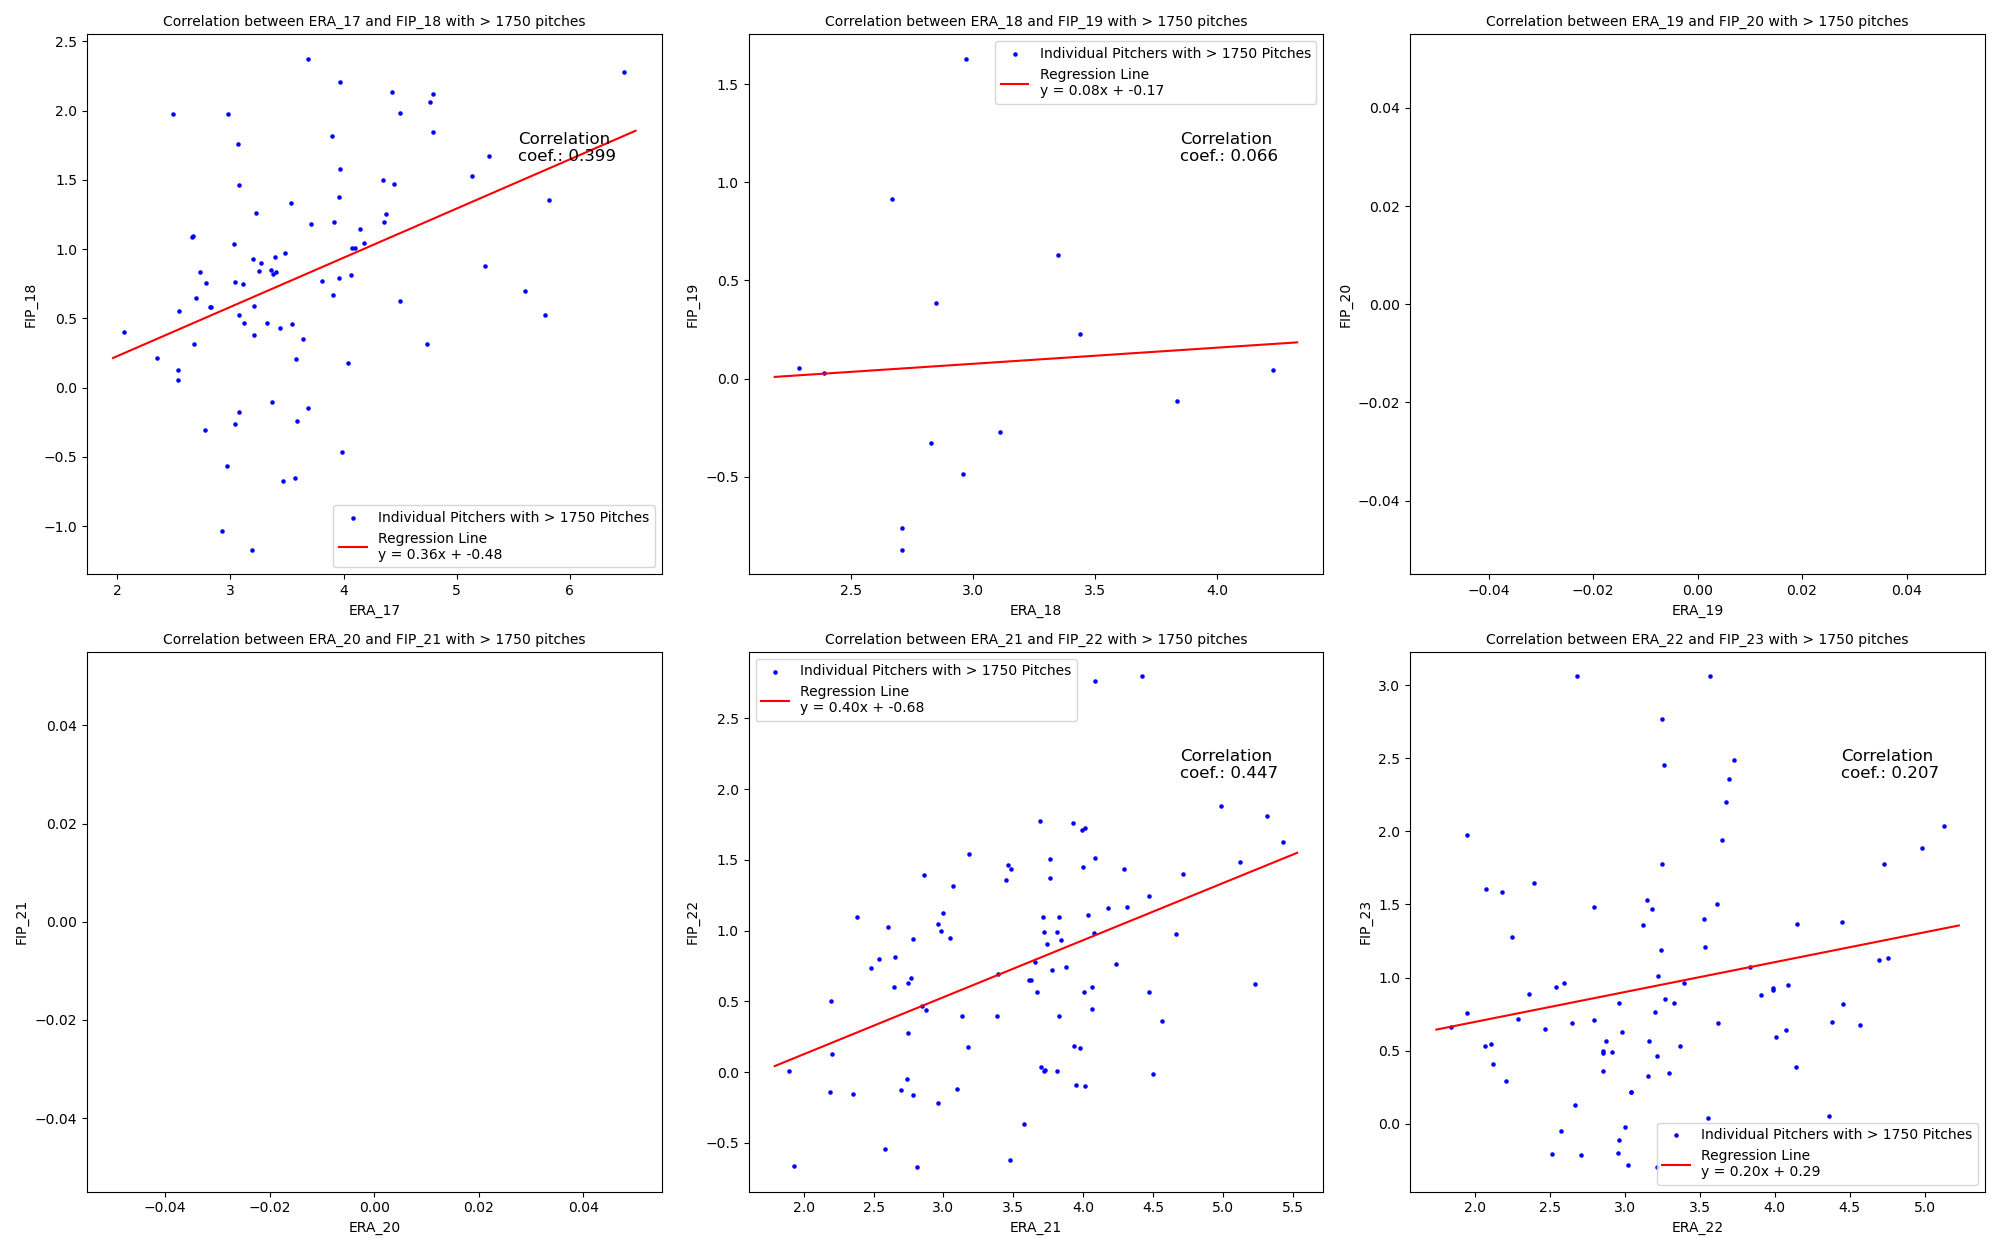 Correlation between ERA_17 and FIP_18 with > 1750 pitches
FIP_18
2.5
2.0
1.5
1.0
0.5
0.0
−0.5
−1.0
Correlation
coef.: 0.399
Individual Pitchers with > 1750 Pitches
Regression Line
y = 0.36x + -0.48
2 3 4 5 6
ERA_17
Correlation between ERA_18 and FIP_19 with > 1750 pitches
FIP_19
1.5
1.0
0.5
0.0
−0.5
Individual Pitchers with > 1750 Pitches
Regression Line
y = 0.08x + -0.17
Correlation
coef.: 0.066
2.5 3.0 3.5 4.0
ERA_18
Correlation between ERA_19 and FIP_20 with > 1750 pitches
FIP_20
0.04
0.02
0.00
−0.02
−0.04
−0.04 −0.02 0.00 0.02 0.04
ERA_19
Correlation between ERA_20 and FIP_21 with > 1750 pitches
FIP_21
0.04
0.02
0.00
−0.02
−0.04
−0.04 −0.02 0.00 0.02 0.04
ERA_20
Correlation between ERA_21 and FIP_22 with > 1750 pitches
FIP_22
2.5
2.0
1.5
1.0
0.5
0.0
−0.5
Individual Pitchers with > 1750 Pitches
Regression Line
y = 0.40x + -0.68
Correlation
coef.: 0.447
2.0 2.5 3.0 3.5 4.0 4.5 5.0 5.5
ERA_21
Correlation between ERA_22 and FIP_23 with > 1750 pitches
FIP_23
3.0
2.5
2.0
1.5
1.0
0.5
0.0
Correlation
coef.: 0.207
Individual Pitchers with > 1750 Pitches
Regression Line
y = 0.20x + 0.29
2.0 2.5 3.0 3.5 4.0 4.5 5.0
ERA_22